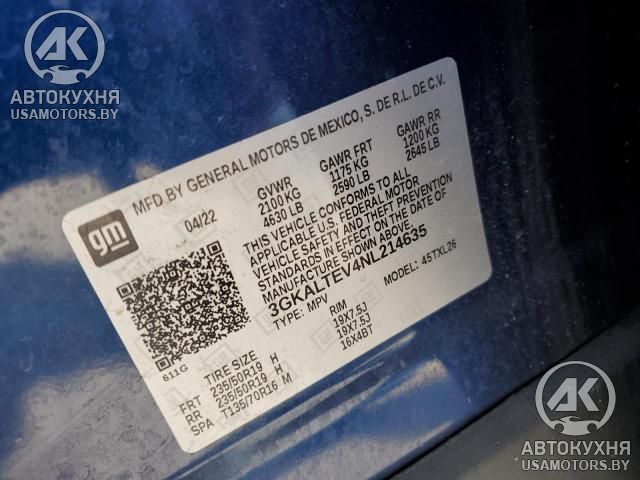 AK
АВТОКУХНЯ
USAMOTORS.BY
MFD BY GENERAL MOTORS DE MEXICO, S. DE R.L. DE C.V.
gm
04/22
GVWR GAWR FRT GAWR RR
2100 KG 1175 KG 1200 KG
4630 LB 2590 LB 2645 LB
THIS VEHICLE CONFORMS TO ALL
APPLICABLE U.S. FEDERAL MOTOR
VEHICLE SAFETY AND THEFT PREVENTION
STANDARDS IN EFFECT ON THE DATE OF
MANUFACTURE SHOWN ABOVE.
3GKALTEV4NL214635
TYPE: MPV MODEL: 45TXL26
611G
TIRE SIZE RIM
FRT 235/50R19 H 19X7.5J
RR 235/50R19 H 19X7.5J
SPA T135/70R16 M 16X4BT
AK
АВТОКУХНЯ
USAMOTORS.BY